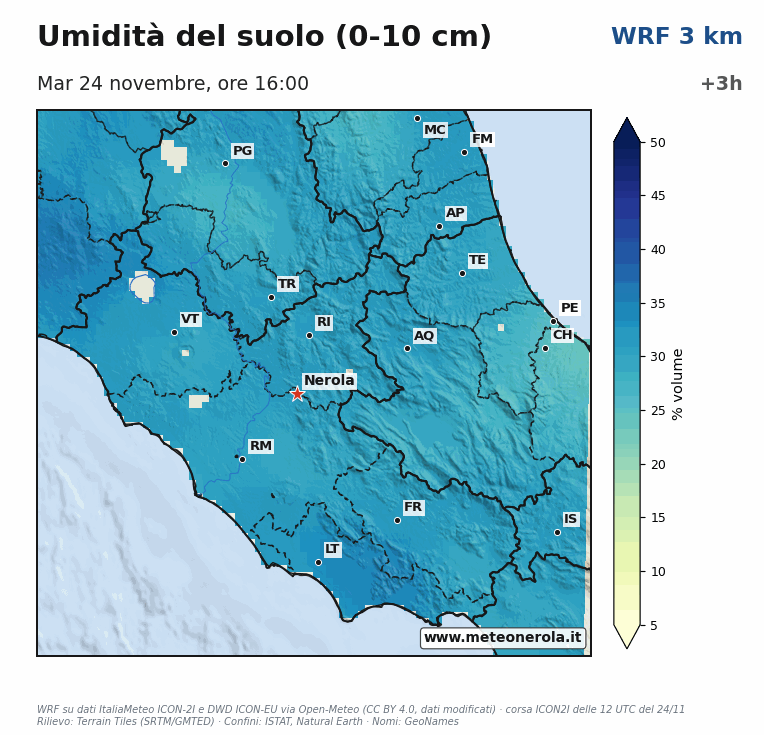 Umidità del suolo (0-10 cm)
WRF 3 km
Mar 24 novembre, ore 16:00
+3h
MC
FM
PG
AP
TE
TR
PE
VT
RI
AQ
CH
Nerola
RM
FR
IS
LT
www.meteonerola.it
50
45
40
35
30
25
20
15
10
5
% volume
WRF su dati ItaliaMeteo ICON-2I e DWD ICON-EU via Open-Meteo (CC BY 4.0, dati modificati) · corsa ICON2I delle 12 UTC del 24/11
Rilievo: Terrain Tiles (SRTM/GMTED) · Confini: ISTAT, Natural Earth · Nomi: GeoNames